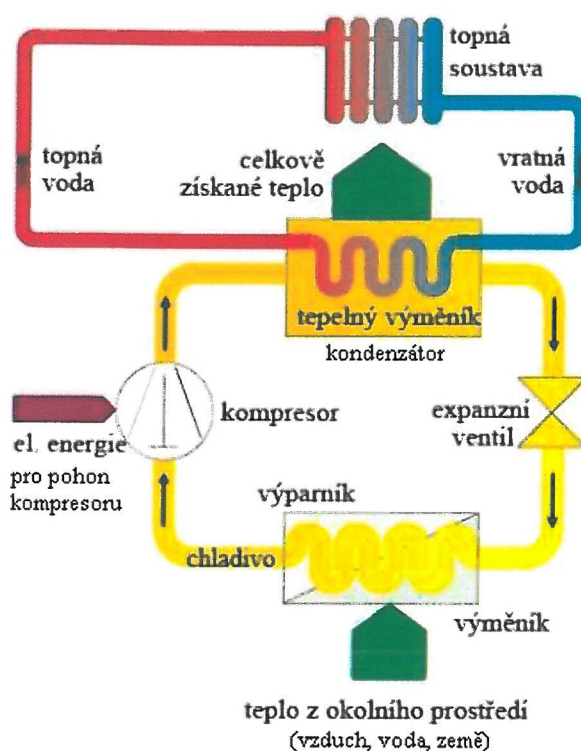 topná
soustava
topná
voda
celkově
získané teplo
vratná
voda
tepelný výměník
kondenzátor
kompresor
expanzní
ventil
el. energie
pro pohon
kompresoru
výparník
chladivo
výměník
teplo z okolního prostředí
(vzduch, voda, země)